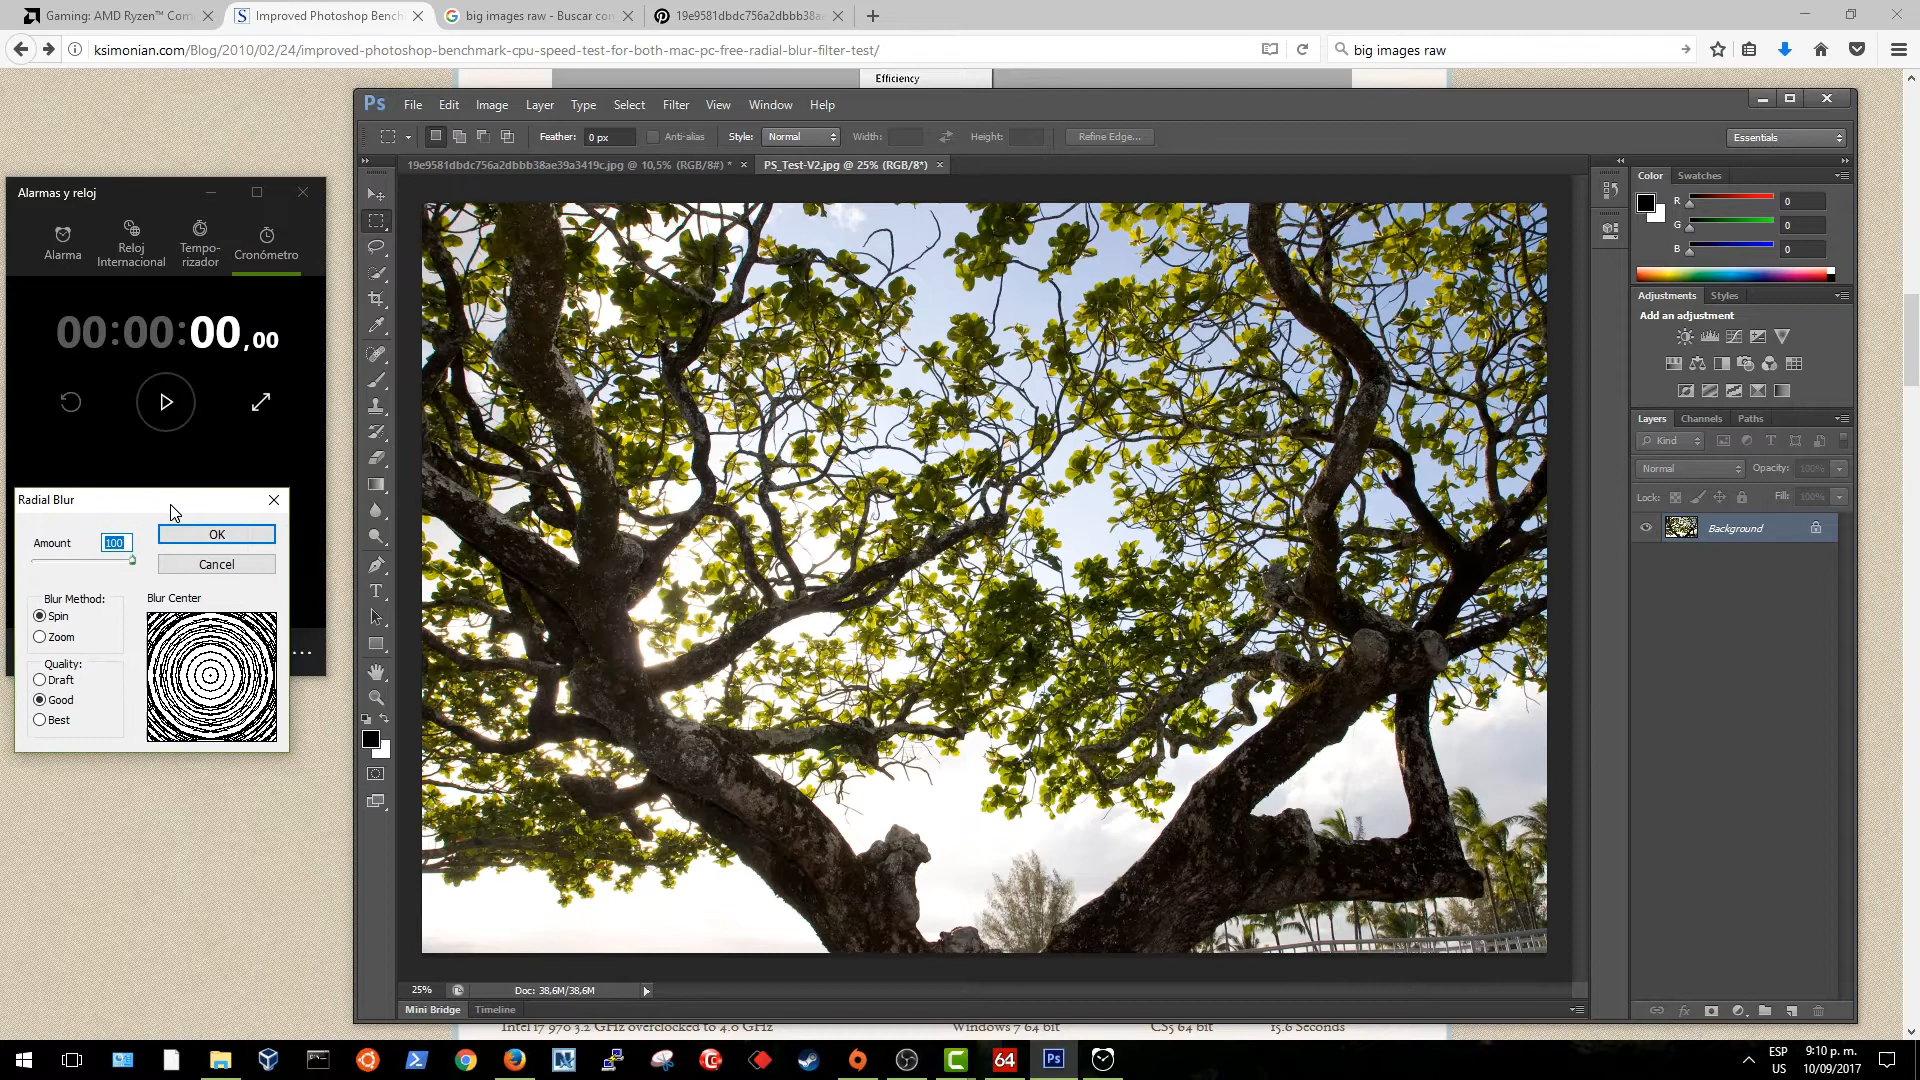 Gaming: AMD Ryzen™ Com
Improved Photoshop Bench
big images raw - Buscar con
19e9581dbdc756a2dbbb38ae
ksimonian.com/Blog/2010/02/24/improved-photoshop-benchmark-cpu-speed-test-for-both-mac-pc-free-radial-blur-filter-test/
big images raw
Efficiency
Ps File Edit Image Layer Type Select Filter View Window Help
Feather: 0 px Anti-alias Style: Normal Width: Height: Refine Edge... Essentials
19e9581dbdc756a2dbbb38ae39a3419c.jpg @ 10,5% (RGB/8#) *
PS_Test-V2.jpg @ 25% (RGB/8*)
Alarmas y reloj
Alarma
Reloj
Internacional
Tempo-
rizador
Cronómetro
00:00:00,00
Radial Blur
Amount 100
OK
Cancel
Blur Method:
Spin
Zoom
Quality:
Draft
Good
Best
Blur Center
Color Swatches
R 0
G 0
B 0
Adjustments Styles
Add an adjustment
Layers Channels Paths
Kind
Normal Opacity: 100%
Lock: Fill: 100%
Background
25% Doc: 38,6M/38,6M
Mini Bridge Timeline
Intel i7 970 3.2 GHz overclocked to 4.0 GHz Windows 7 64 bit CS5 64 bit 15.6 Seconds
64
Ps
ESP
US
9:10 p. m.
10/09/2017